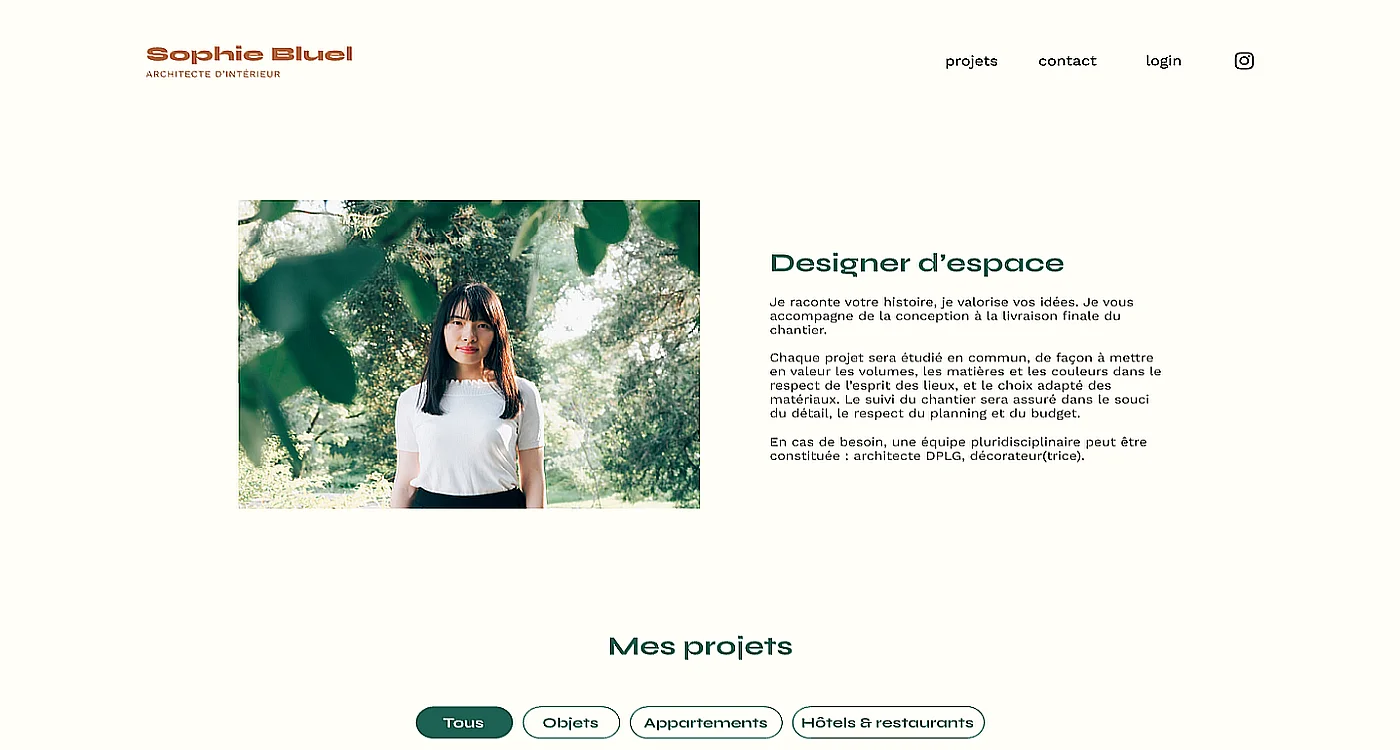 Sophie Bluel
ARCHITECTE D'INTÉRIEUR
projets contact login
Designer d'espace
Je raconte votre histoire, je valorise vos idées. Je vous
accompagne de la conception à la livraison finale du
chantier.
Chaque projet sera étudié en commun, de façon à mettre
en valeur les volumes, les matières et les couleurs dans le
respect de l'esprit des lieux, et le choix adapté des
matériaux. Le suivi du chantier sera assuré dans le souci
du détail, le respect du planning et du budget.
En cas de besoin, une équipe pluridisciplinaire peut être
constituée : architecte DPLG, décorateur(trice).
Mes projets
Tous Objets Appartements Hôtels & restaurants